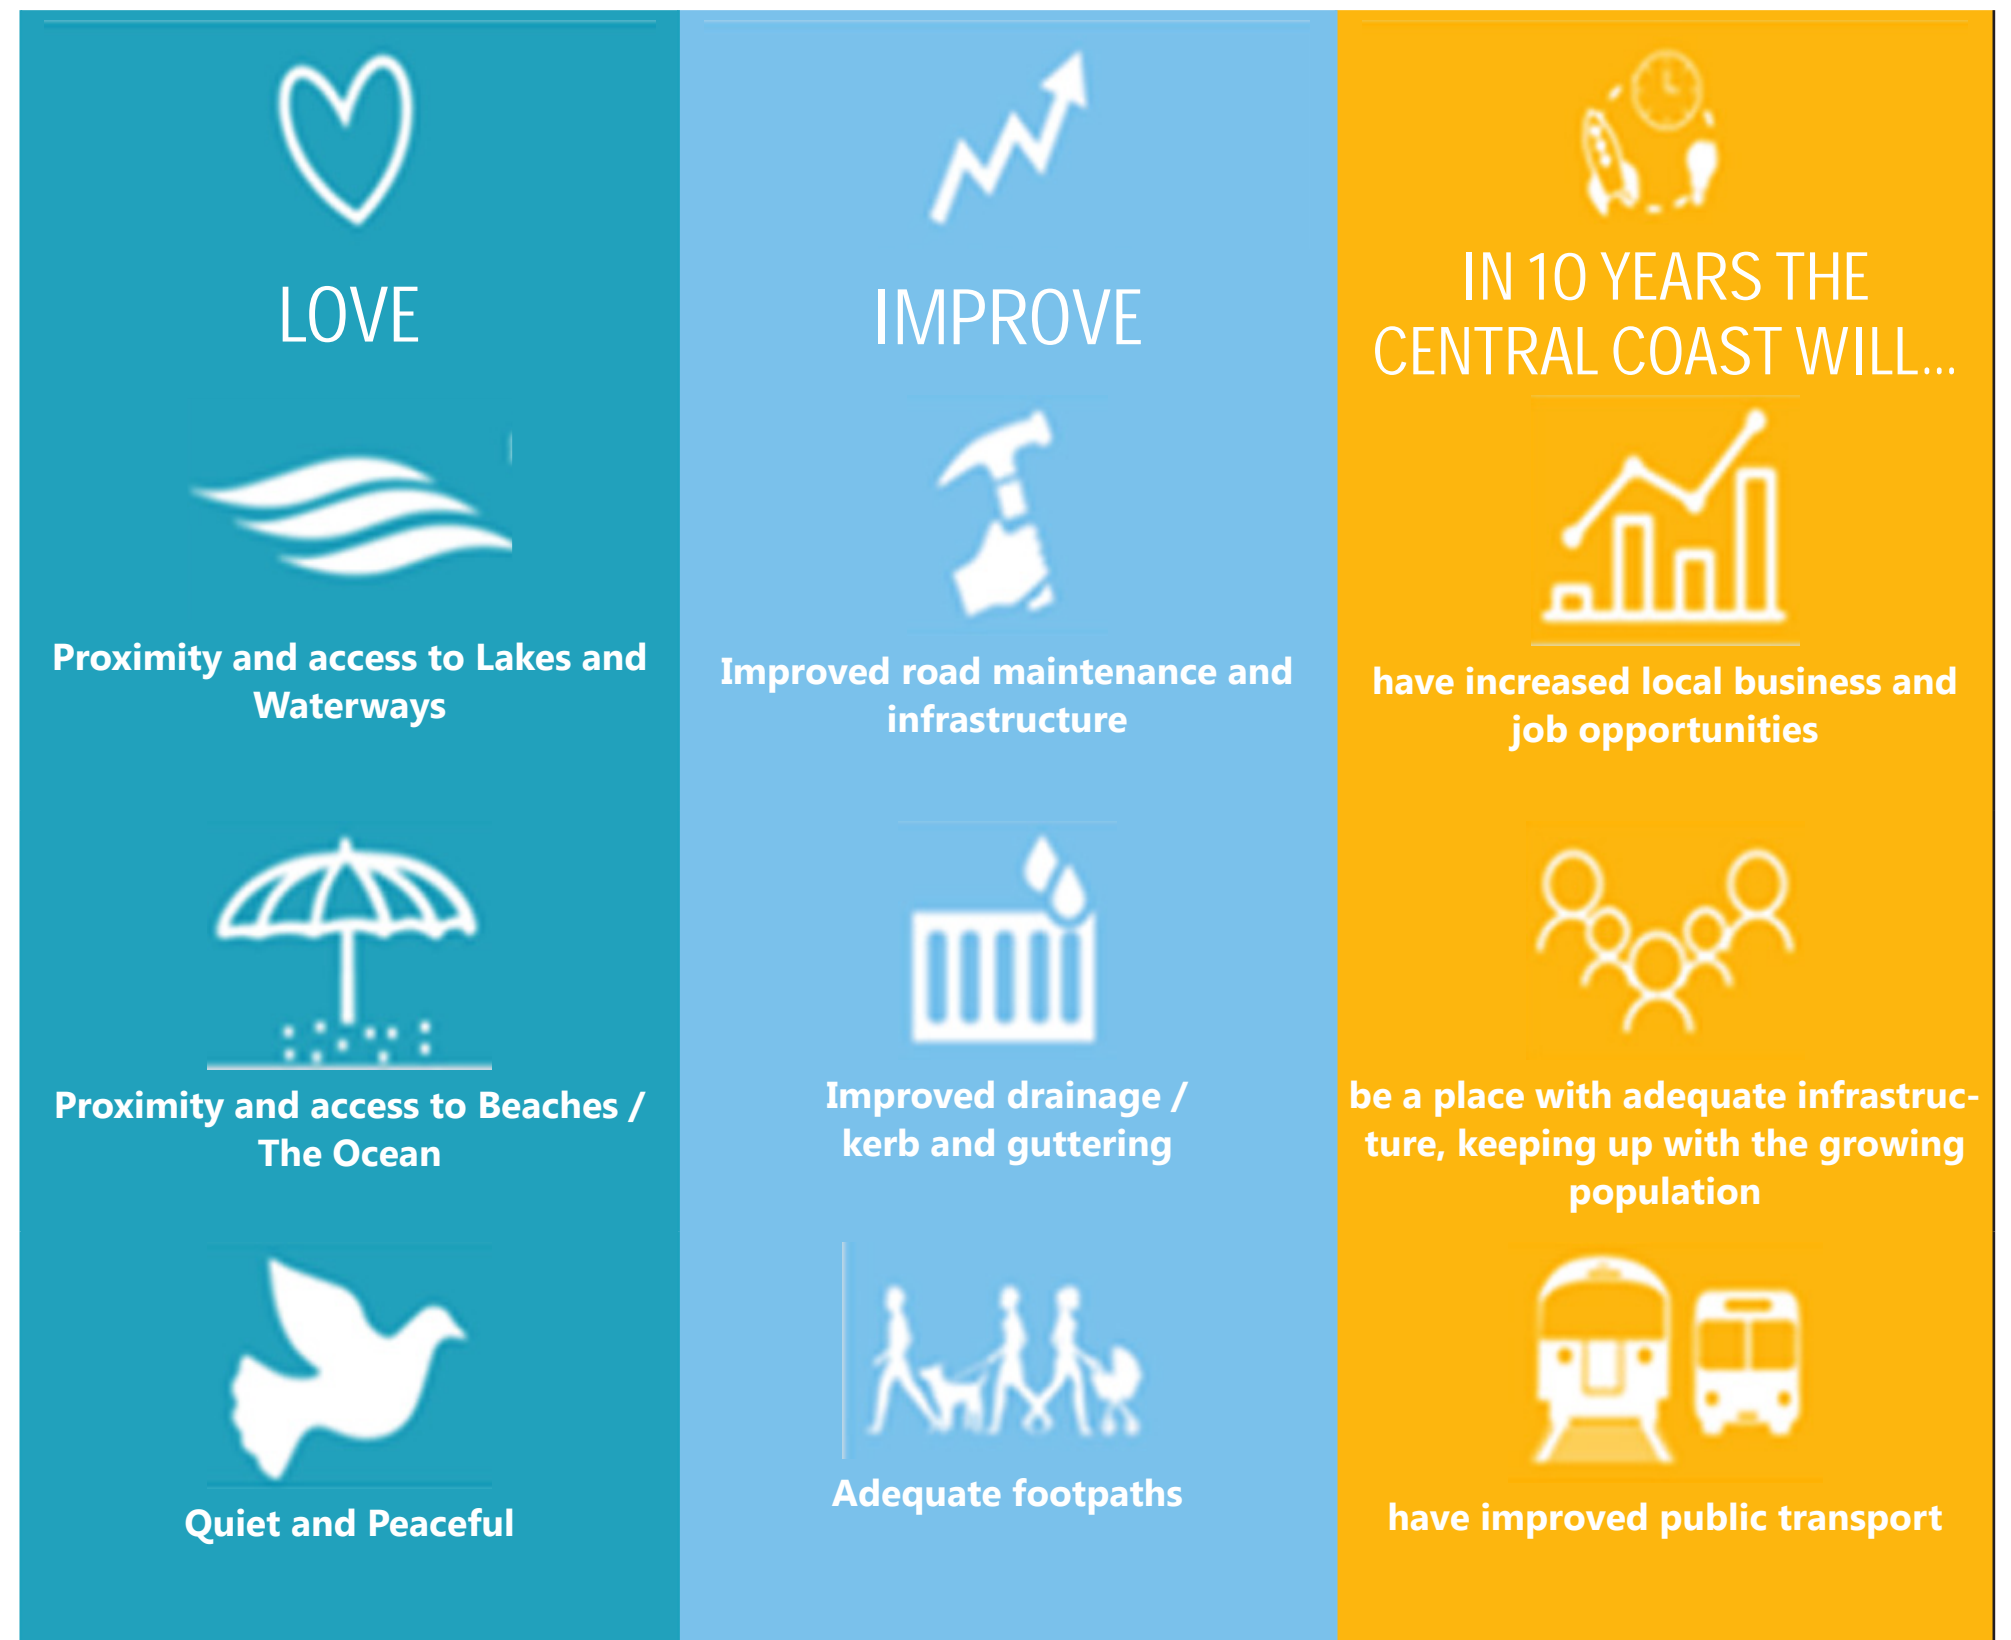 LOVE
Proximity and access to Lakes and
Waterways
Proximity and access to Beaches /
The Ocean
Quiet and Peaceful
IMPROVE
Improved road maintenance and
infrastructure
Improved drainage /
kerb and guttering
Adequate footpaths
IN 10 YEARS THE
CENTRAL COAST WILL...
have increased local business and
job opportunities
be a place with adequate infrastruc-
ture, keeping up with the growing
population
have improved public transport